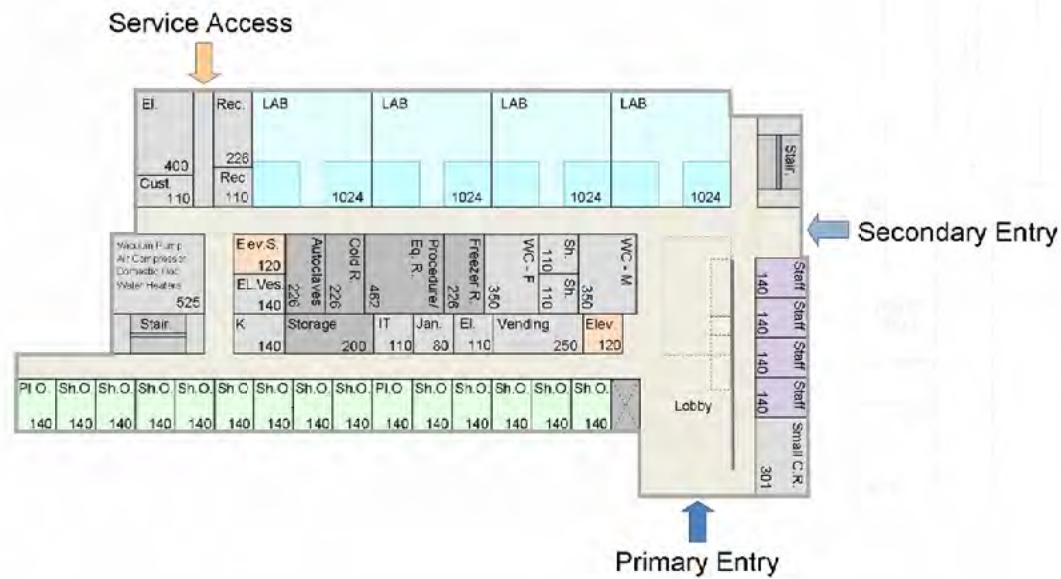 Service Access
El.
400
Cust.
110
Rec.
226
Rec
110
LAB
1024
LAB
1024
LAB
1024
LAB
1024
Stair.
Secondary Entry
Vacuum Pump
Air Compressor
Domestic
Water Heaters
525
Stair.
Elev.S.
120
EL.Ves.
140
Autoclaves
226
Cold R.
226
Procedure/
Eq. R.
462
Freezer R.
226
WC - F
350
Sh.
110
Sh.
110
WC - M
350
K
140
Storage
200
IT
110
Jan.
80
El.
110
Vending
250
Elev.
120
PI.O.
140
Sh.O.
140
Sh.O.
140
Sh.O.
140
Sh.O.
140
Sh.O
140
Sh.O.
140
Sh.O.
140
Sh.O.
140
PI.O
140
Sh.O
140
Sh.O.
140
Sh.O.
140
Sh.O.
140
Sh.O.
140
Lobby
Staff
140
Staff
140
Staff
140
Staff
140
Small C.R.
301
Primary Entry